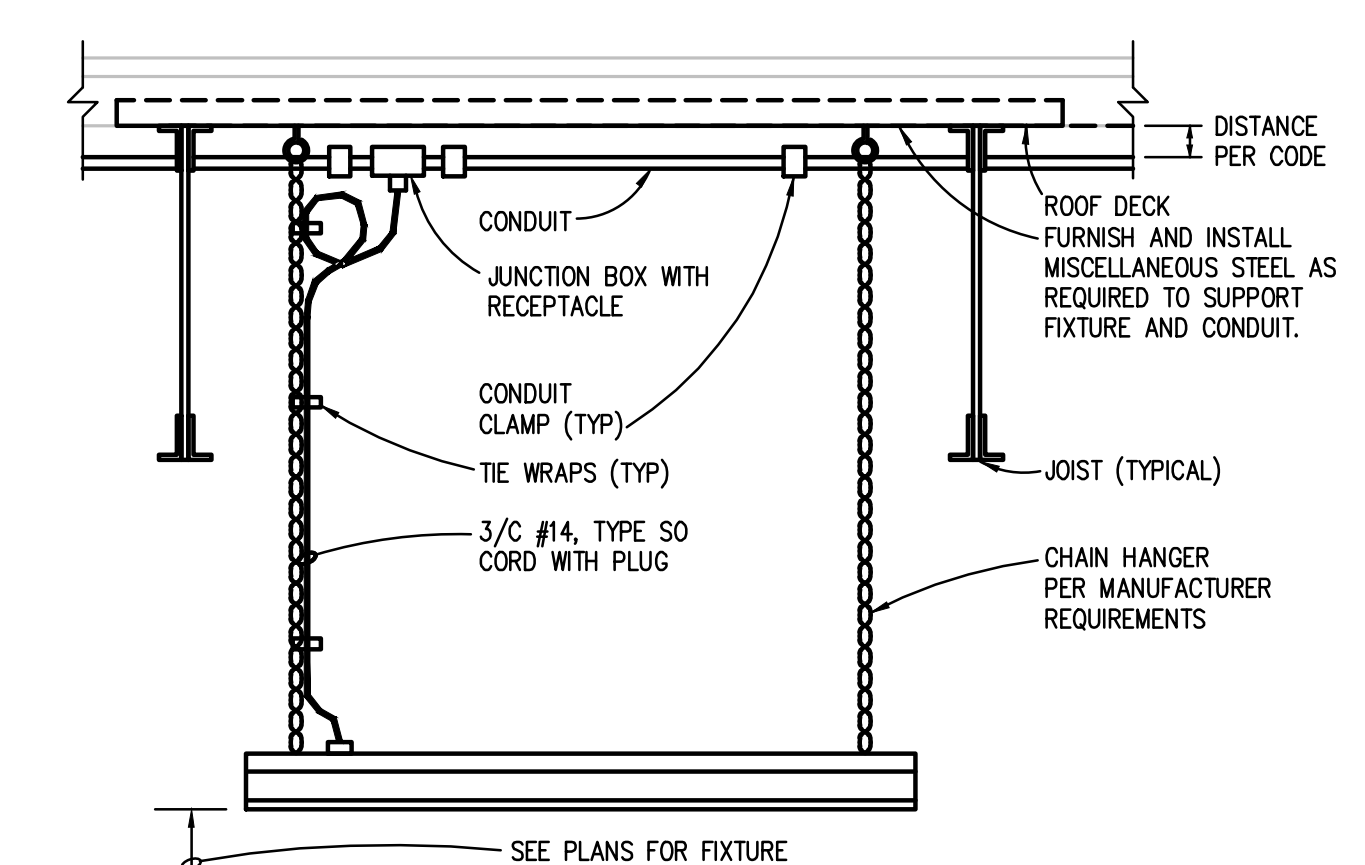 DISTANCE
PER CODE
ROOF DECK
FURNISH AND INSTALL
MISCELLANEOUS STEEL AS
REQUIRED TO SUPPORT
FIXTURE AND CONDUIT.
CONDUIT
JUNCTION BOX WITH
RECEPTACLE
CONDUIT
CLAMP (TYP)
TIE WRAPS (TYP)
JOIST (TYPICAL)
3/C #14, TYPE SO
CORD WITH PLUG
CHAIN HANGER
PER MANUFACTURER
REQUIREMENTS
SEE PLANS FOR FIXTURE